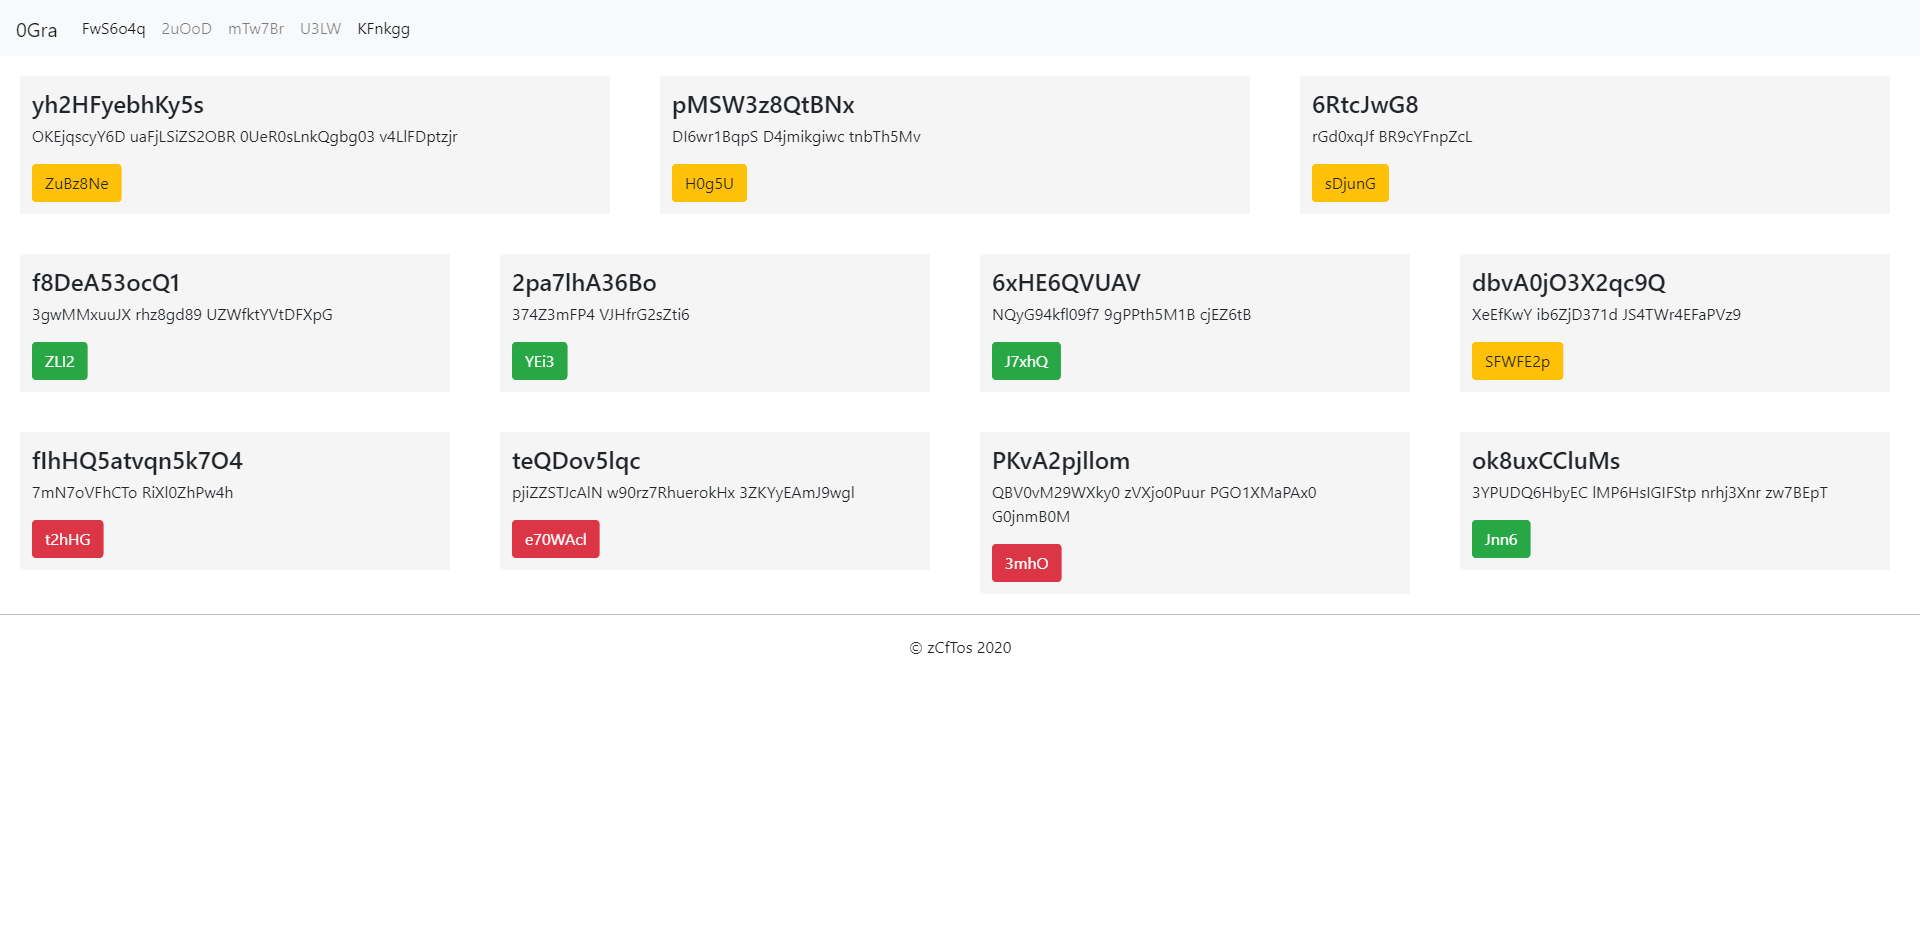 0Gra FwS6o4q 2uOoD mTw7Br U3LW KFnkgg
yh2HFyebhKy5s
OKEjqscyY6D uaFjLSiZS2OBR 0UeR0sLnkQgbg03 v4LlFDptzjr
ZuBz8Ne
pMSW3z8QtBNx
DI6wr1BqpS D4jmikgiwc tnbTh5Mv
H0g5U
6RtcJwG8
rGd0xqJf BR9cYFnpZcL
sDjunG
f8DeA53ocQ1
3gwMMxuuJX rhz8gd89 UZWfktYVtDFXpG
ZLl2
2pa7lhA36Bo
374Z3mFP4 VJHfrG2sZti6
YEi3
6xHE6QVUAV
NQyG94kfl09f7 9gPPth5M1B cjEZ6tB
J7xhQ
dbvA0jO3X2qc9Q
XeEfKwY ib6ZjD371d JS4TWr4EFaPVz9
SFWFE2p
fIhHQ5atvqn5k7O4
7mN7oVFhCTo RiXl0ZhPw4h
t2hHG
teQDov5lqc
pjiZZSTJcAlN w90rz7RhuerokHx 3ZKYyEAmJ9wgl
e70WAcl
PKvA2pjllom
QBV0vM29WXky0 zVXjo0Puur PGO1XMaPAx0
G0jnmB0M
3mhO
ok8uxCCluMs
3YPUDQ6HbyEC lMP6HsIGIFStp nrhj3Xnr zw7BEpT
Jnn6
© zCfTos 2020